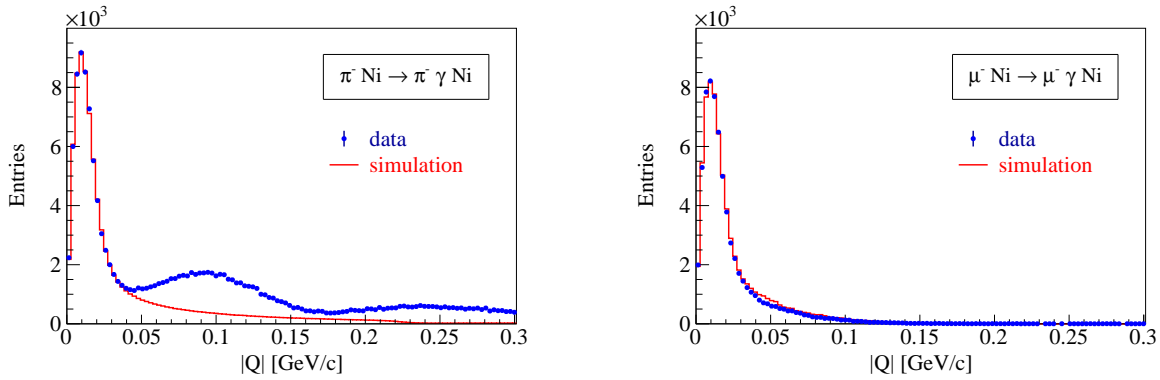 ×10³
Entries
8
6
4
2
0
π⁻ Ni → π⁻ γ Ni
data
simulation
0 0.05 0.1 0.15 0.2 0.25 0.3
|Q| [GeV/c]
×10³
Entries
8
6
4
2
0
μ⁻ Ni → μ⁻ γ Ni
data
simulation
0 0.05 0.1 0.15 0.2 0.25 0.3
|Q| [GeV/c]